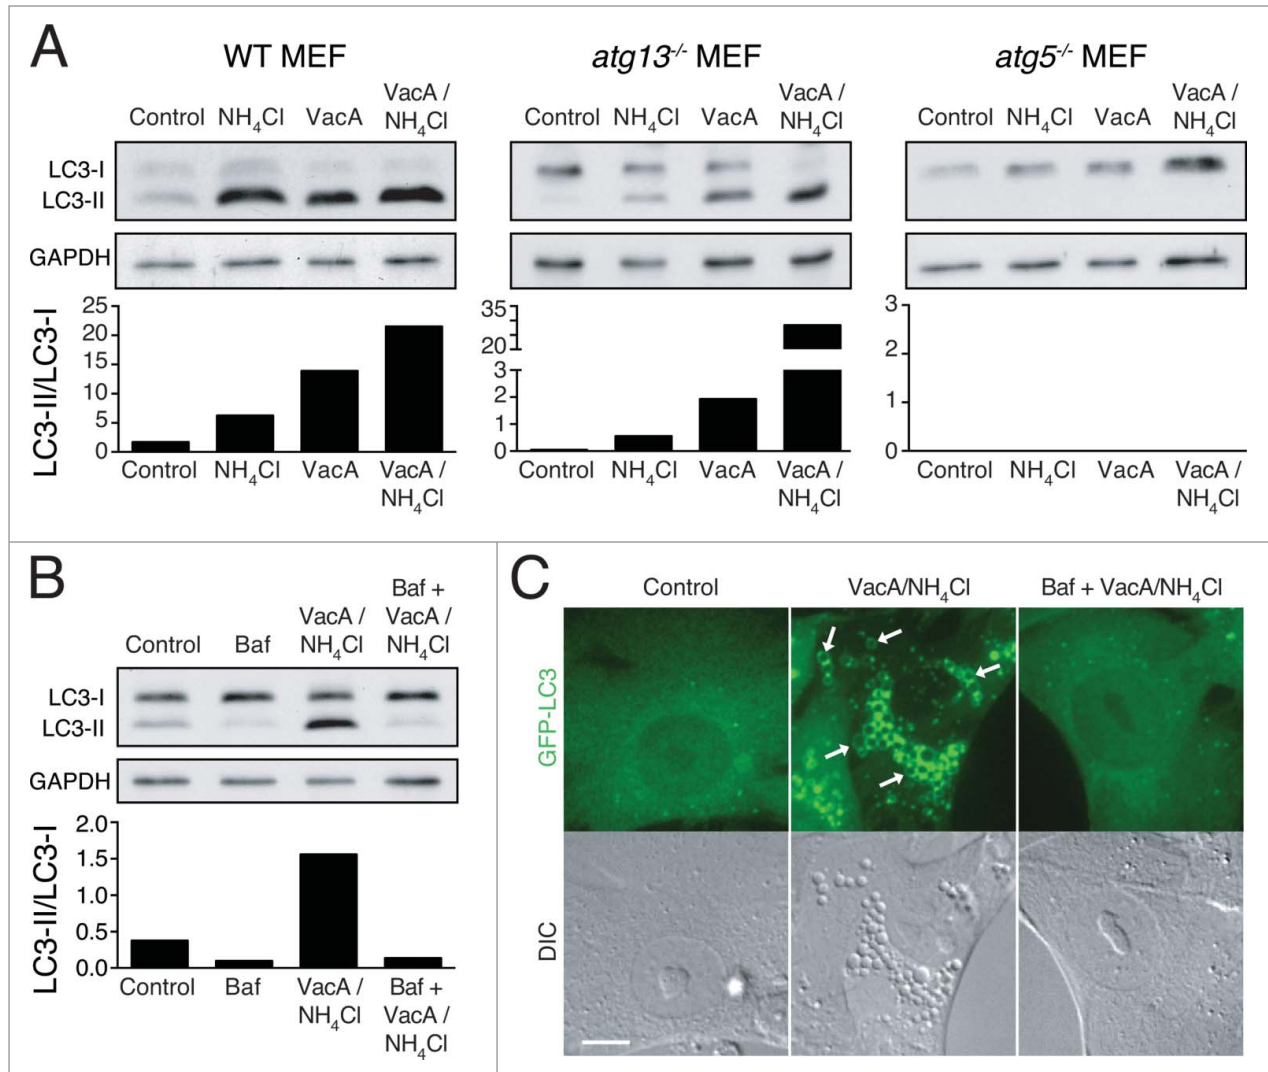 A
WT MEF
atg13-/- MEF
atg5-/- MEF
Control NH4Cl VacA VacA / NH4Cl
Control NH4Cl VacA VacA / NH4Cl
Control NH4Cl VacA VacA / NH4Cl
LC3-I
LC3-II
GAPDH
LC3-II/LC3-I
25
20
15
10
5
0
Control NH4Cl VacA VacA / NH4Cl
35
20
3
2
1
0
Control NH4Cl VacA VacA / NH4Cl
3
2
1
0
Control NH4Cl VacA VacA / NH4Cl
B
Control Baf VacA / NH4Cl Baf + VacA / NH4Cl
LC3-I
LC3-II
GAPDH
LC3-II/LC3-I
2.0
1.5
1.0
0.5
0.0
Control Baf VacA / NH4Cl Baf + VacA / NH4Cl
C
Control
VacA/NH4Cl
Baf + VacA/NH4Cl
GFP-LC3
DIC